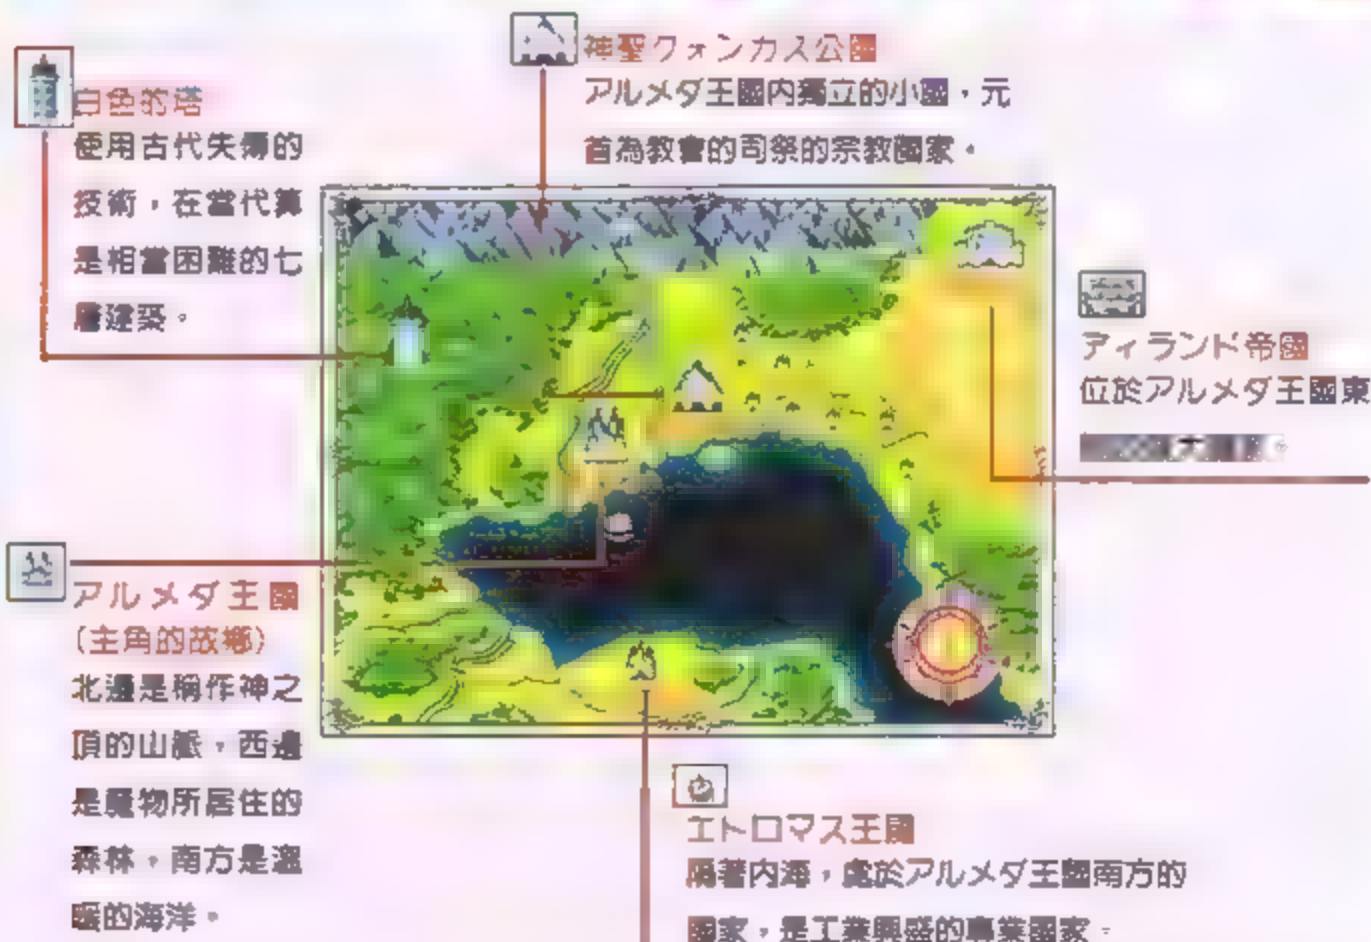 白色的塔
使用古代失傳的
技術，在當代算
是相當困難的七
層建築。
神聖クォンカス公國
アルメダ王國內獨立的小國，元
首為教會的司祭的宗教國家。
ティランド帝國
位於アルメダ王國東
アルメダ王國
（主角的故鄉）
北邊是稱作神之
頂的山脈，西邊
是魔物所居住的
森林，南方是溫
暖的海洋。
エトロマス王國
隔著內海，處於アルメダ王國南方的
國家，是工業興盛的專業國家。